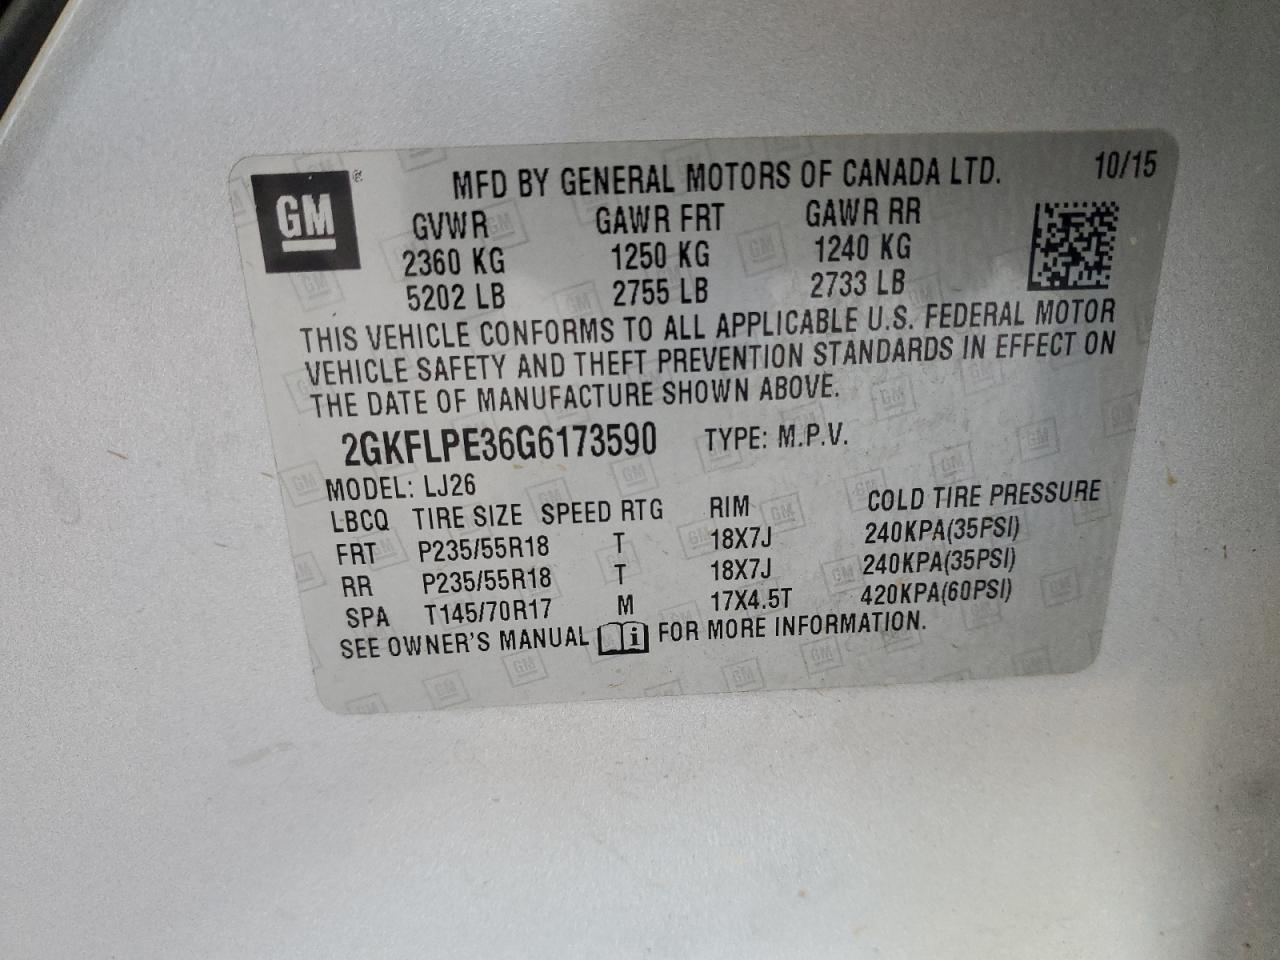 GM ® MFD BY GENERAL MOTORS OF CANADA LTD. 10/15
GVWR GAWR FRT GAWR RR
2360 KG 1250 KG 1240 KG
5202 LB 2755 LB 2733 LB
THIS VEHICLE CONFORMS TO ALL APPLICABLE U.S. FEDERAL MOTOR
VEHICLE SAFETY AND THEFT PREVENTION STANDARDS IN EFFECT ON
THE DATE OF MANUFACTURE SHOWN ABOVE.
2GKFLPE36G6173590 TYPE: M.P.V.
MODEL: LJ26
LBCQ TIRE SIZE SPEED RTG RIM COLD TIRE PRESSURE
FRT P235/55R18 T 18X7J 240KPA(35PSI)
RR P235/55R18 T 18X7J 240KPA(35PSI)
SPA T145/70R17 M 17X4.5T 420KPA(60PSI)
SEE OWNER'S MANUAL i FOR MORE INFORMATION.